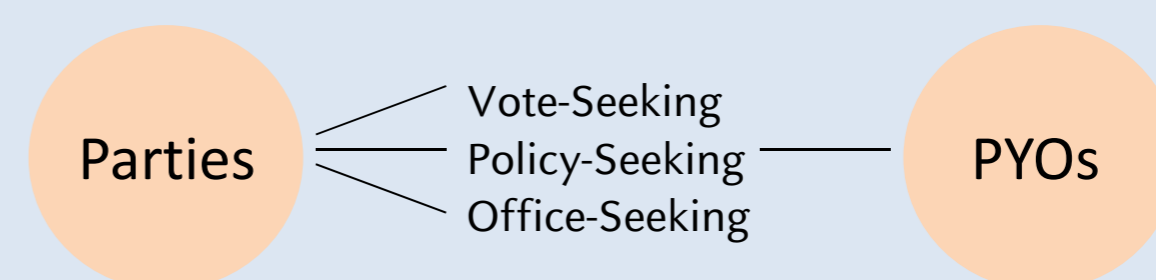 Parties
Vote-Seeking
Policy-Seeking
Office-Seeking
PYOs